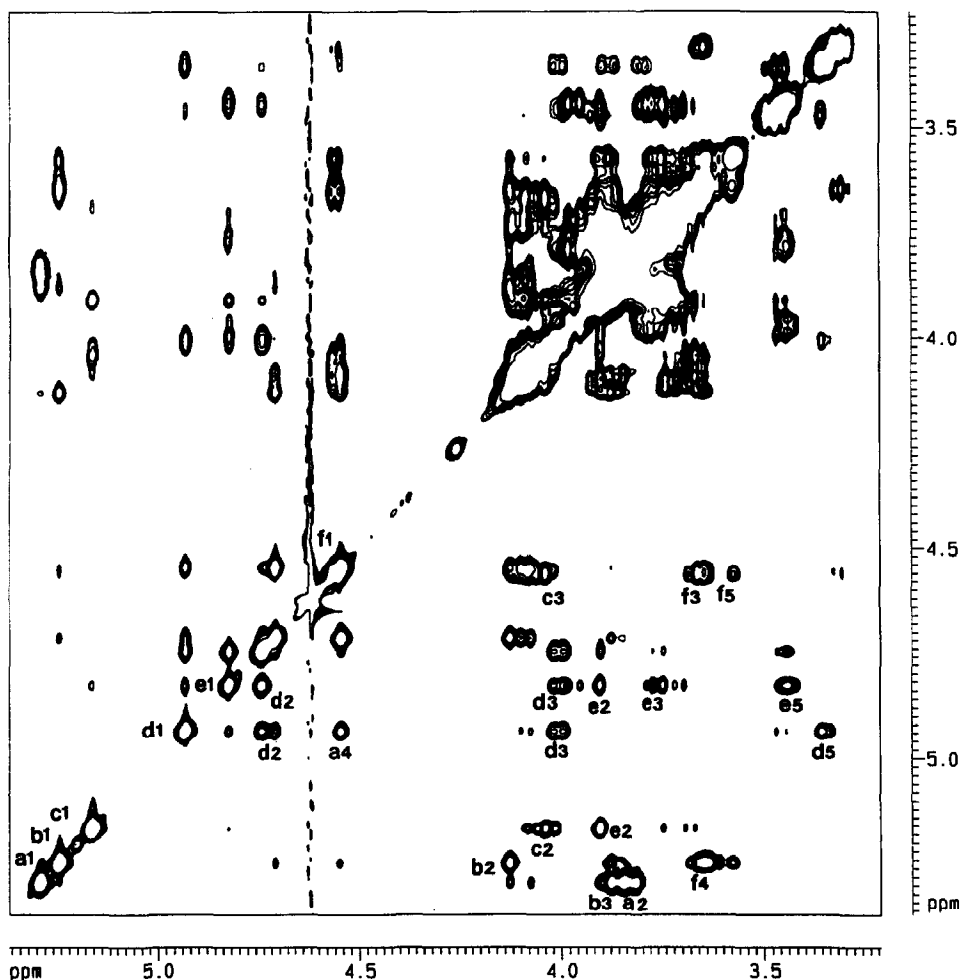 3.5
4.0
f1
4.5
c3 f3 f5
e1 d2 d3 e2 e3 e5
d1 d2 a4 d3 d5
5.0
c1
b1 c2 e2
a1 b2 f4
b3 a2
ppm
ppm 5.0 4.5 4.0 3.5